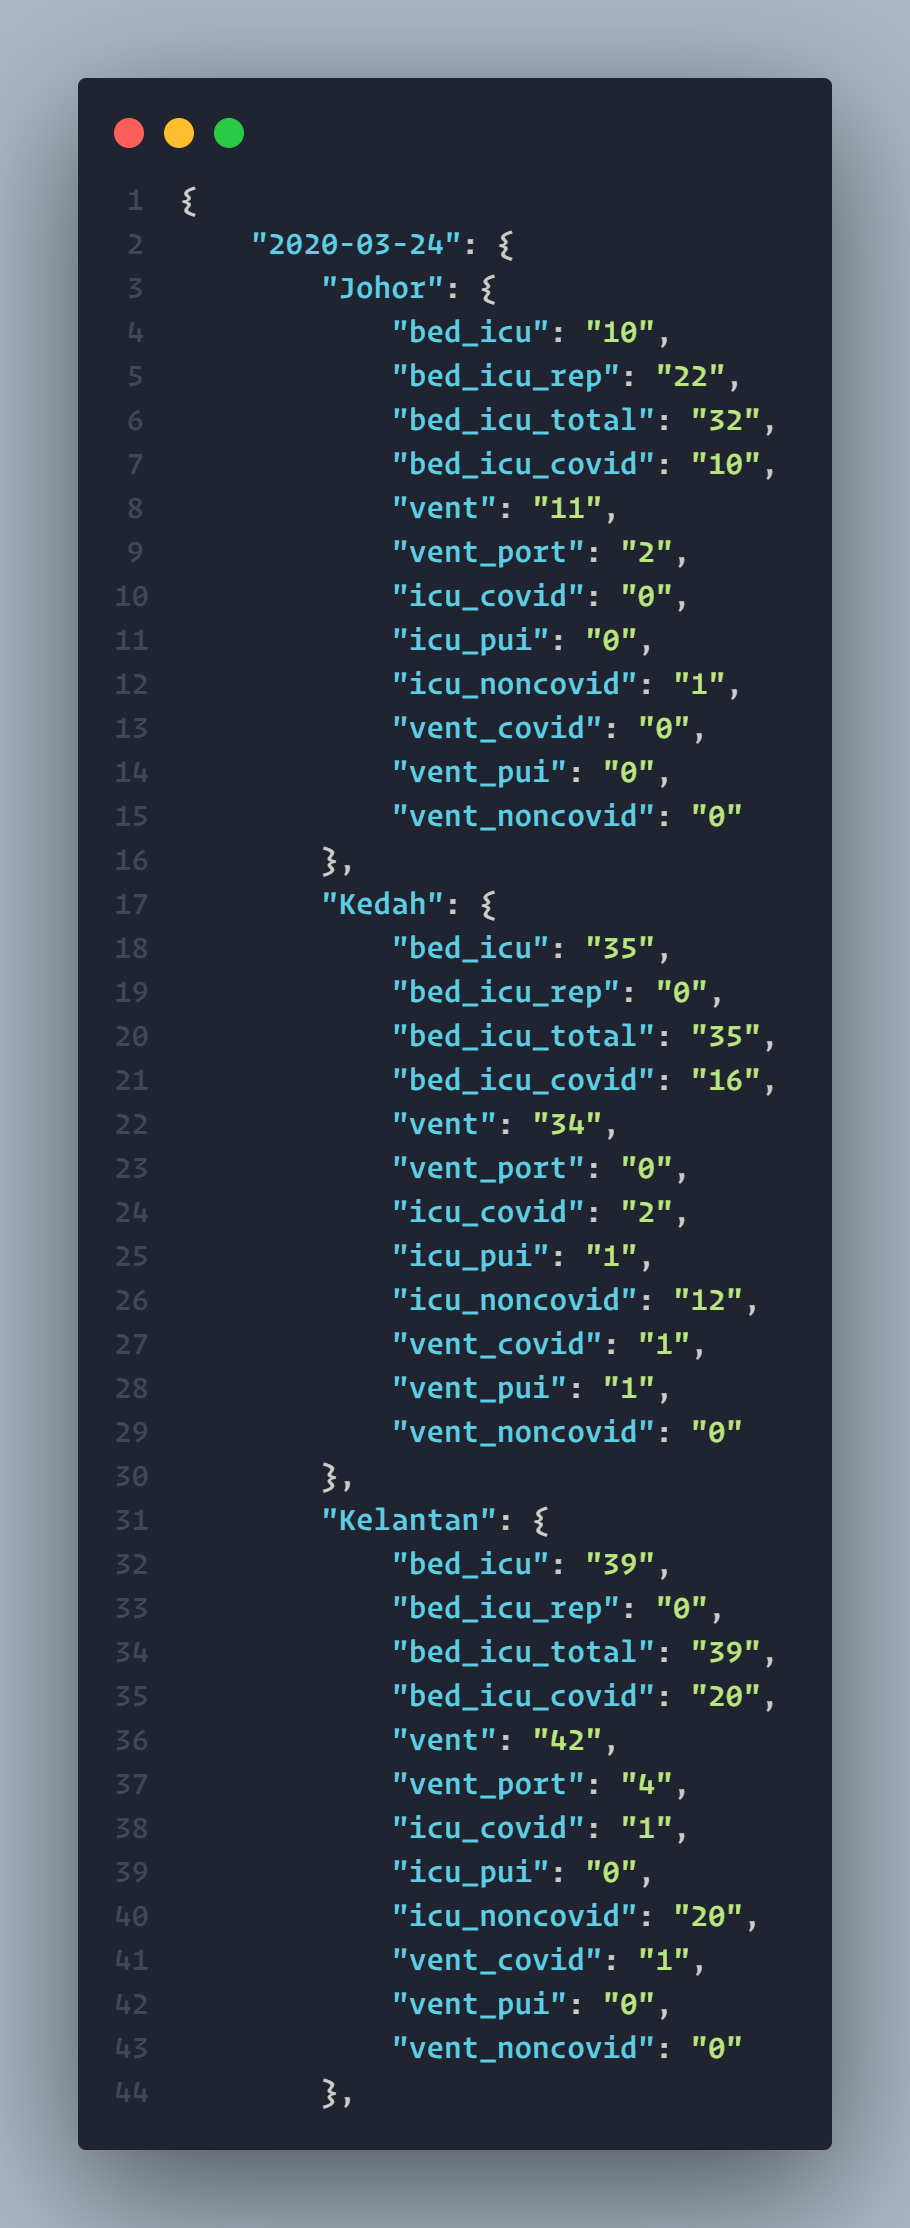 1 {
2 "2020-03-24": {
3 "Johor": {
4 "bed_icu": "10",
5 "bed_icu_rep": "22",
6 "bed_icu_total": "32",
7 "bed_icu_covid": "10",
8 "vent": "11",
9 "vent_port": "2",
10 "icu_covid": "0",
11 "icu_pui": "0",
12 "icu_noncovid": "1",
13 "vent_covid": "0",
14 "vent_pui": "0",
15 "vent_noncovid": "0"
16 },
17 "Kedah": {
18 "bed_icu": "35",
19 "bed_icu_rep": "0",
20 "bed_icu_total": "35",
21 "bed_icu_covid": "16",
22 "vent": "34",
23 "vent_port": "0",
24 "icu_covid": "2",
25 "icu_pui": "1",
26 "icu_noncovid": "12",
27 "vent_covid": "1",
28 "vent_pui": "1",
29 "vent_noncovid": "0"
30 },
31 "Kelantan": {
32 "bed_icu": "39",
33 "bed_icu_rep": "0",
34 "bed_icu_total": "39",
35 "bed_icu_covid": "20",
36 "vent": "42",
37 "vent_port": "4",
38 "icu_covid": "1",
39 "icu_pui": "0",
40 "icu_noncovid": "20",
41 "vent_covid": "1",
42 "vent_pui": "0",
43 "vent_noncovid": "0"
44 },